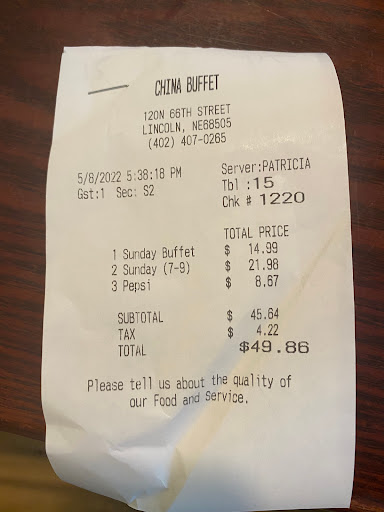 CHINA BUFFET
120N 66TH STREET
LINCOLN, NE68505
(402) 407-0265
5/6/2022 5:38:18 PM Server:PATRICIA
Gst:1 Sec: S2 Tbl :15
Chk # 1220
TOTAL PRICE
1 Sunday Buffet $ 14.99
2 Sunday (7-9) $ 21.98
3 Pepsi $ 8.67
SUBTOTAL $ 45.64
TAX $ 4.22
TOTAL $49.86
Please tell us about the quality of
our Food and Service.